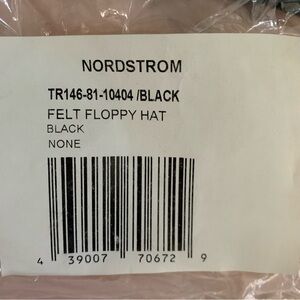 NORDSTROM
TR146-81-10404 /BLACK
FELT FLOPPY HAT
BLACK
NONE
4 39007 70672 9